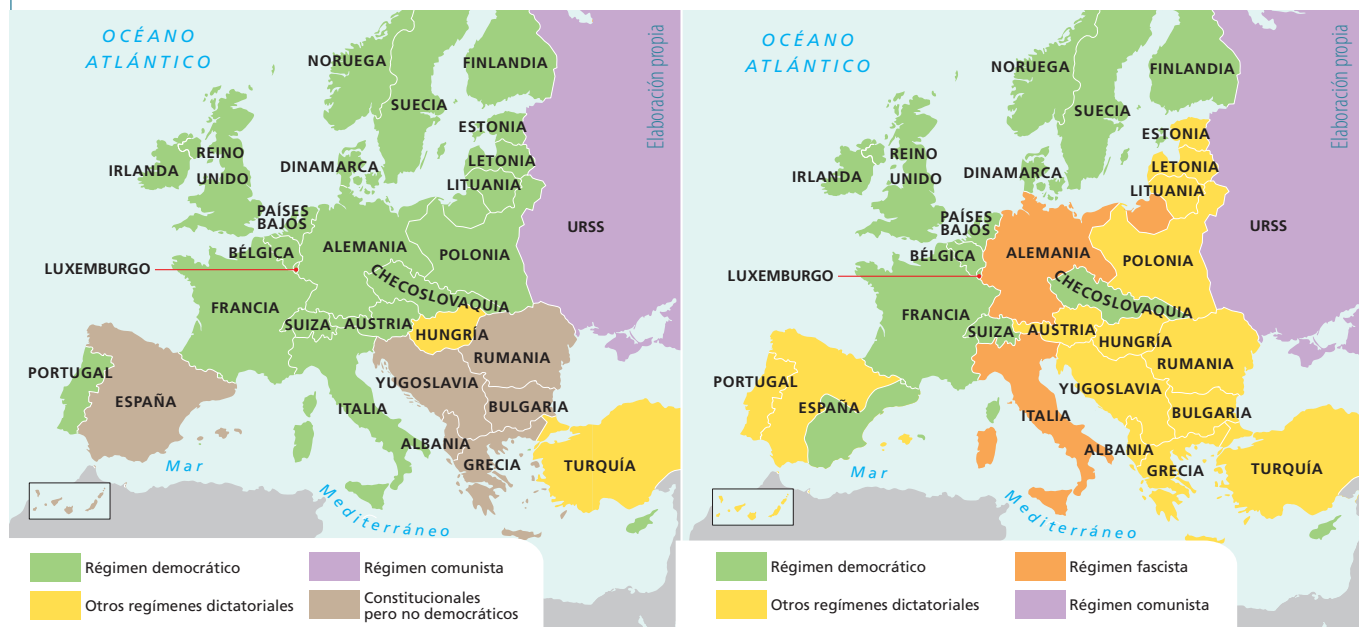 OCÉANO
ATLÁNTICO
NORUEGA
FINLANDIA
SUECIA
ESTONIA
LETONIA
LITUANIA
DINAMARCA
IRLANDA
REINO
UNIDO
PAÍSES
BAJOS
BÉLGICA
ALEMANIA
POLONIA
URSS
LUXEMBURGO
CHECOSLOVAQUIA
FRANCIA
SUIZA
AUSTRIA
HUNGRÍA
RUMANIA
PORTUGAL
ESPAÑA
YUGOSLAVIA
ITALIA
BULGARIA
ALBANIA
GRECIA
TURQUÍA
Mar
Mediterráneo
Elaboración propia
Régimen democrático
Otros regímenes dictatoriales
Régimen comunista
Constitucionales
pero no democráticos
OCÉANO
ATLÁNTICO
NORUEGA
FINLANDIA
SUECIA
ESTONIA
LETONIA
LITUANIA
DINAMARCA
IRLANDA
REINO
UNIDO
PAÍSES
BAJOS
BÉLGICA
ALEMANIA
POLONIA
URSS
LUXEMBURGO
CHECOSLOVAQUIA
FRANCIA
SUIZA
AUSTRIA
HUNGRÍA
RUMANIA
PORTUGAL
ESPAÑA
YUGOSLAVIA
ITALIA
BULGARIA
ALBANIA
GRECIA
TURQUÍA
Mar
Mediterráneo
Elaboración propia
Régimen democrático
Otros regímenes dictatoriales
Régimen fascista
Régimen comunista